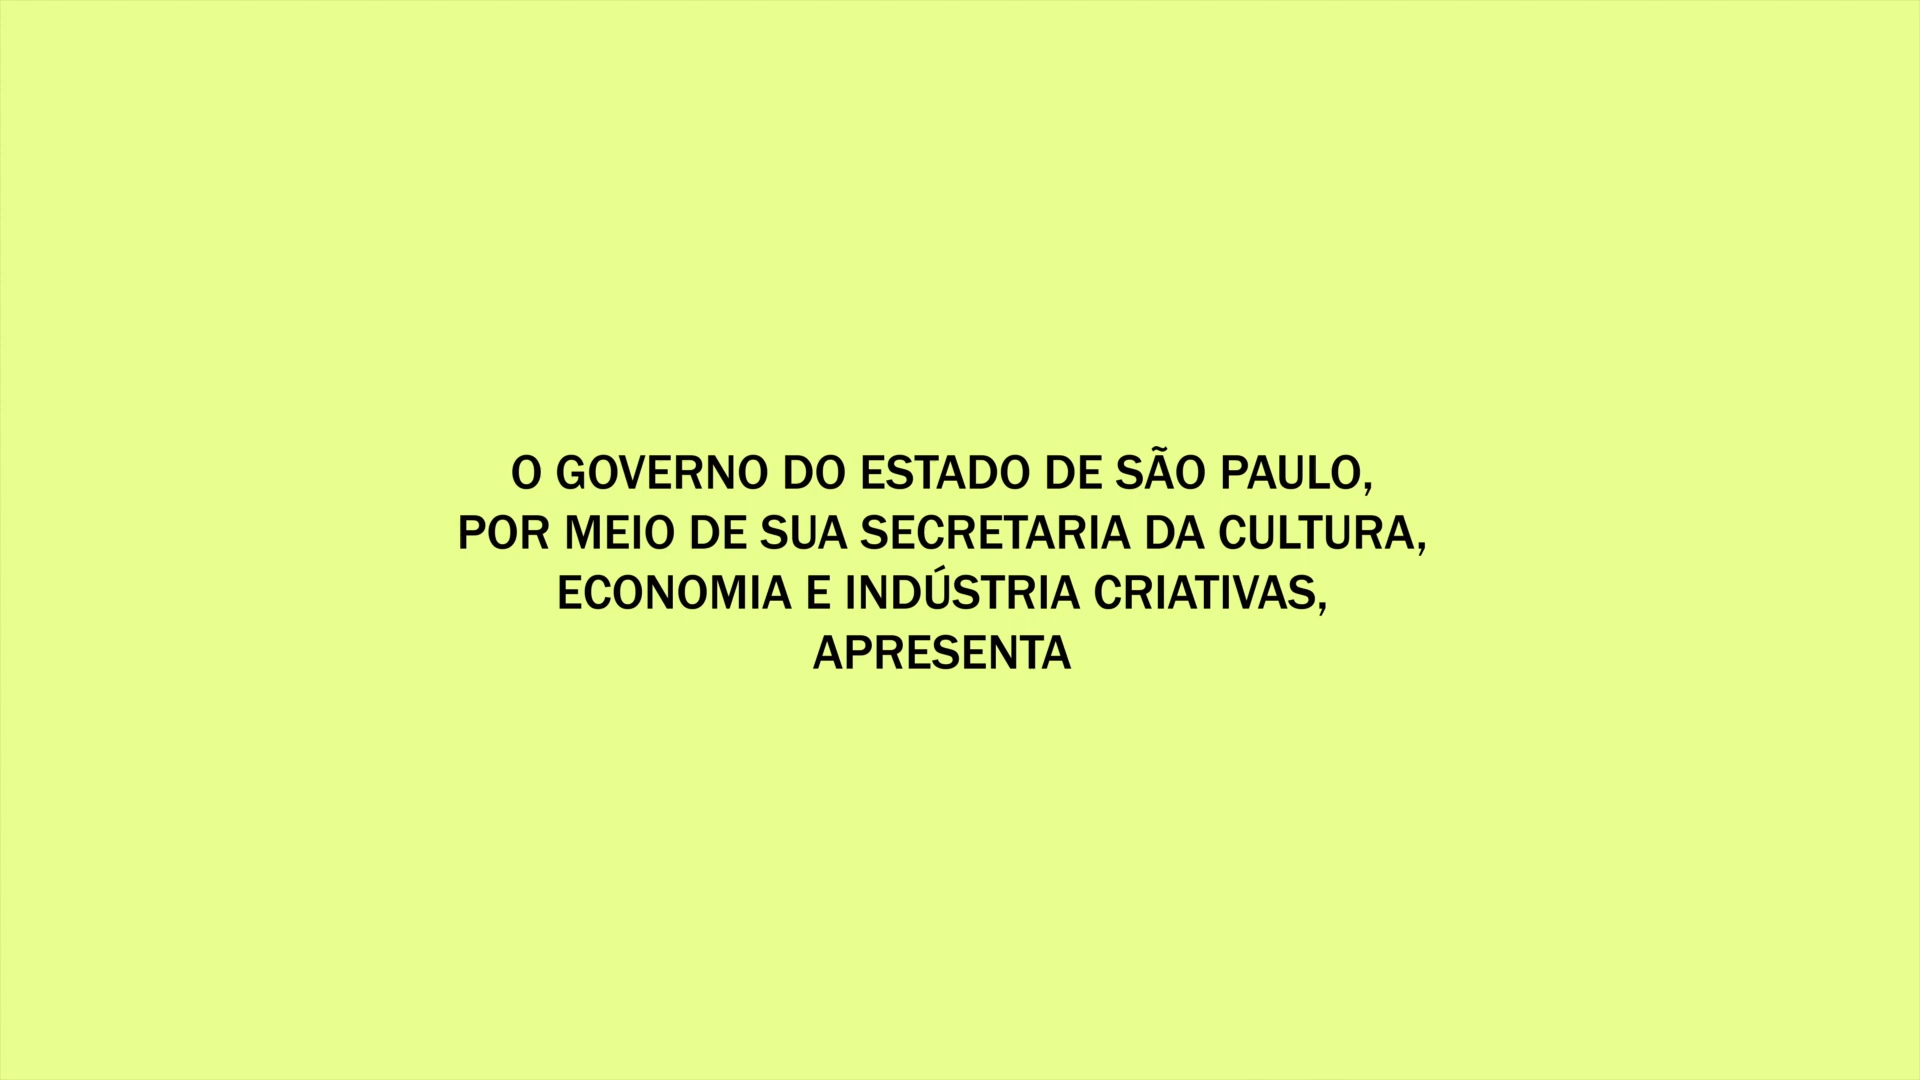 O GOVERNO DO ESTADO DE SÃO PAULO,
POR MEIO DE SUA SECRETARIA DA CULTURA,
ECONOMIA E INDÚSTRIA CRIATIVAS,
APRESENTA